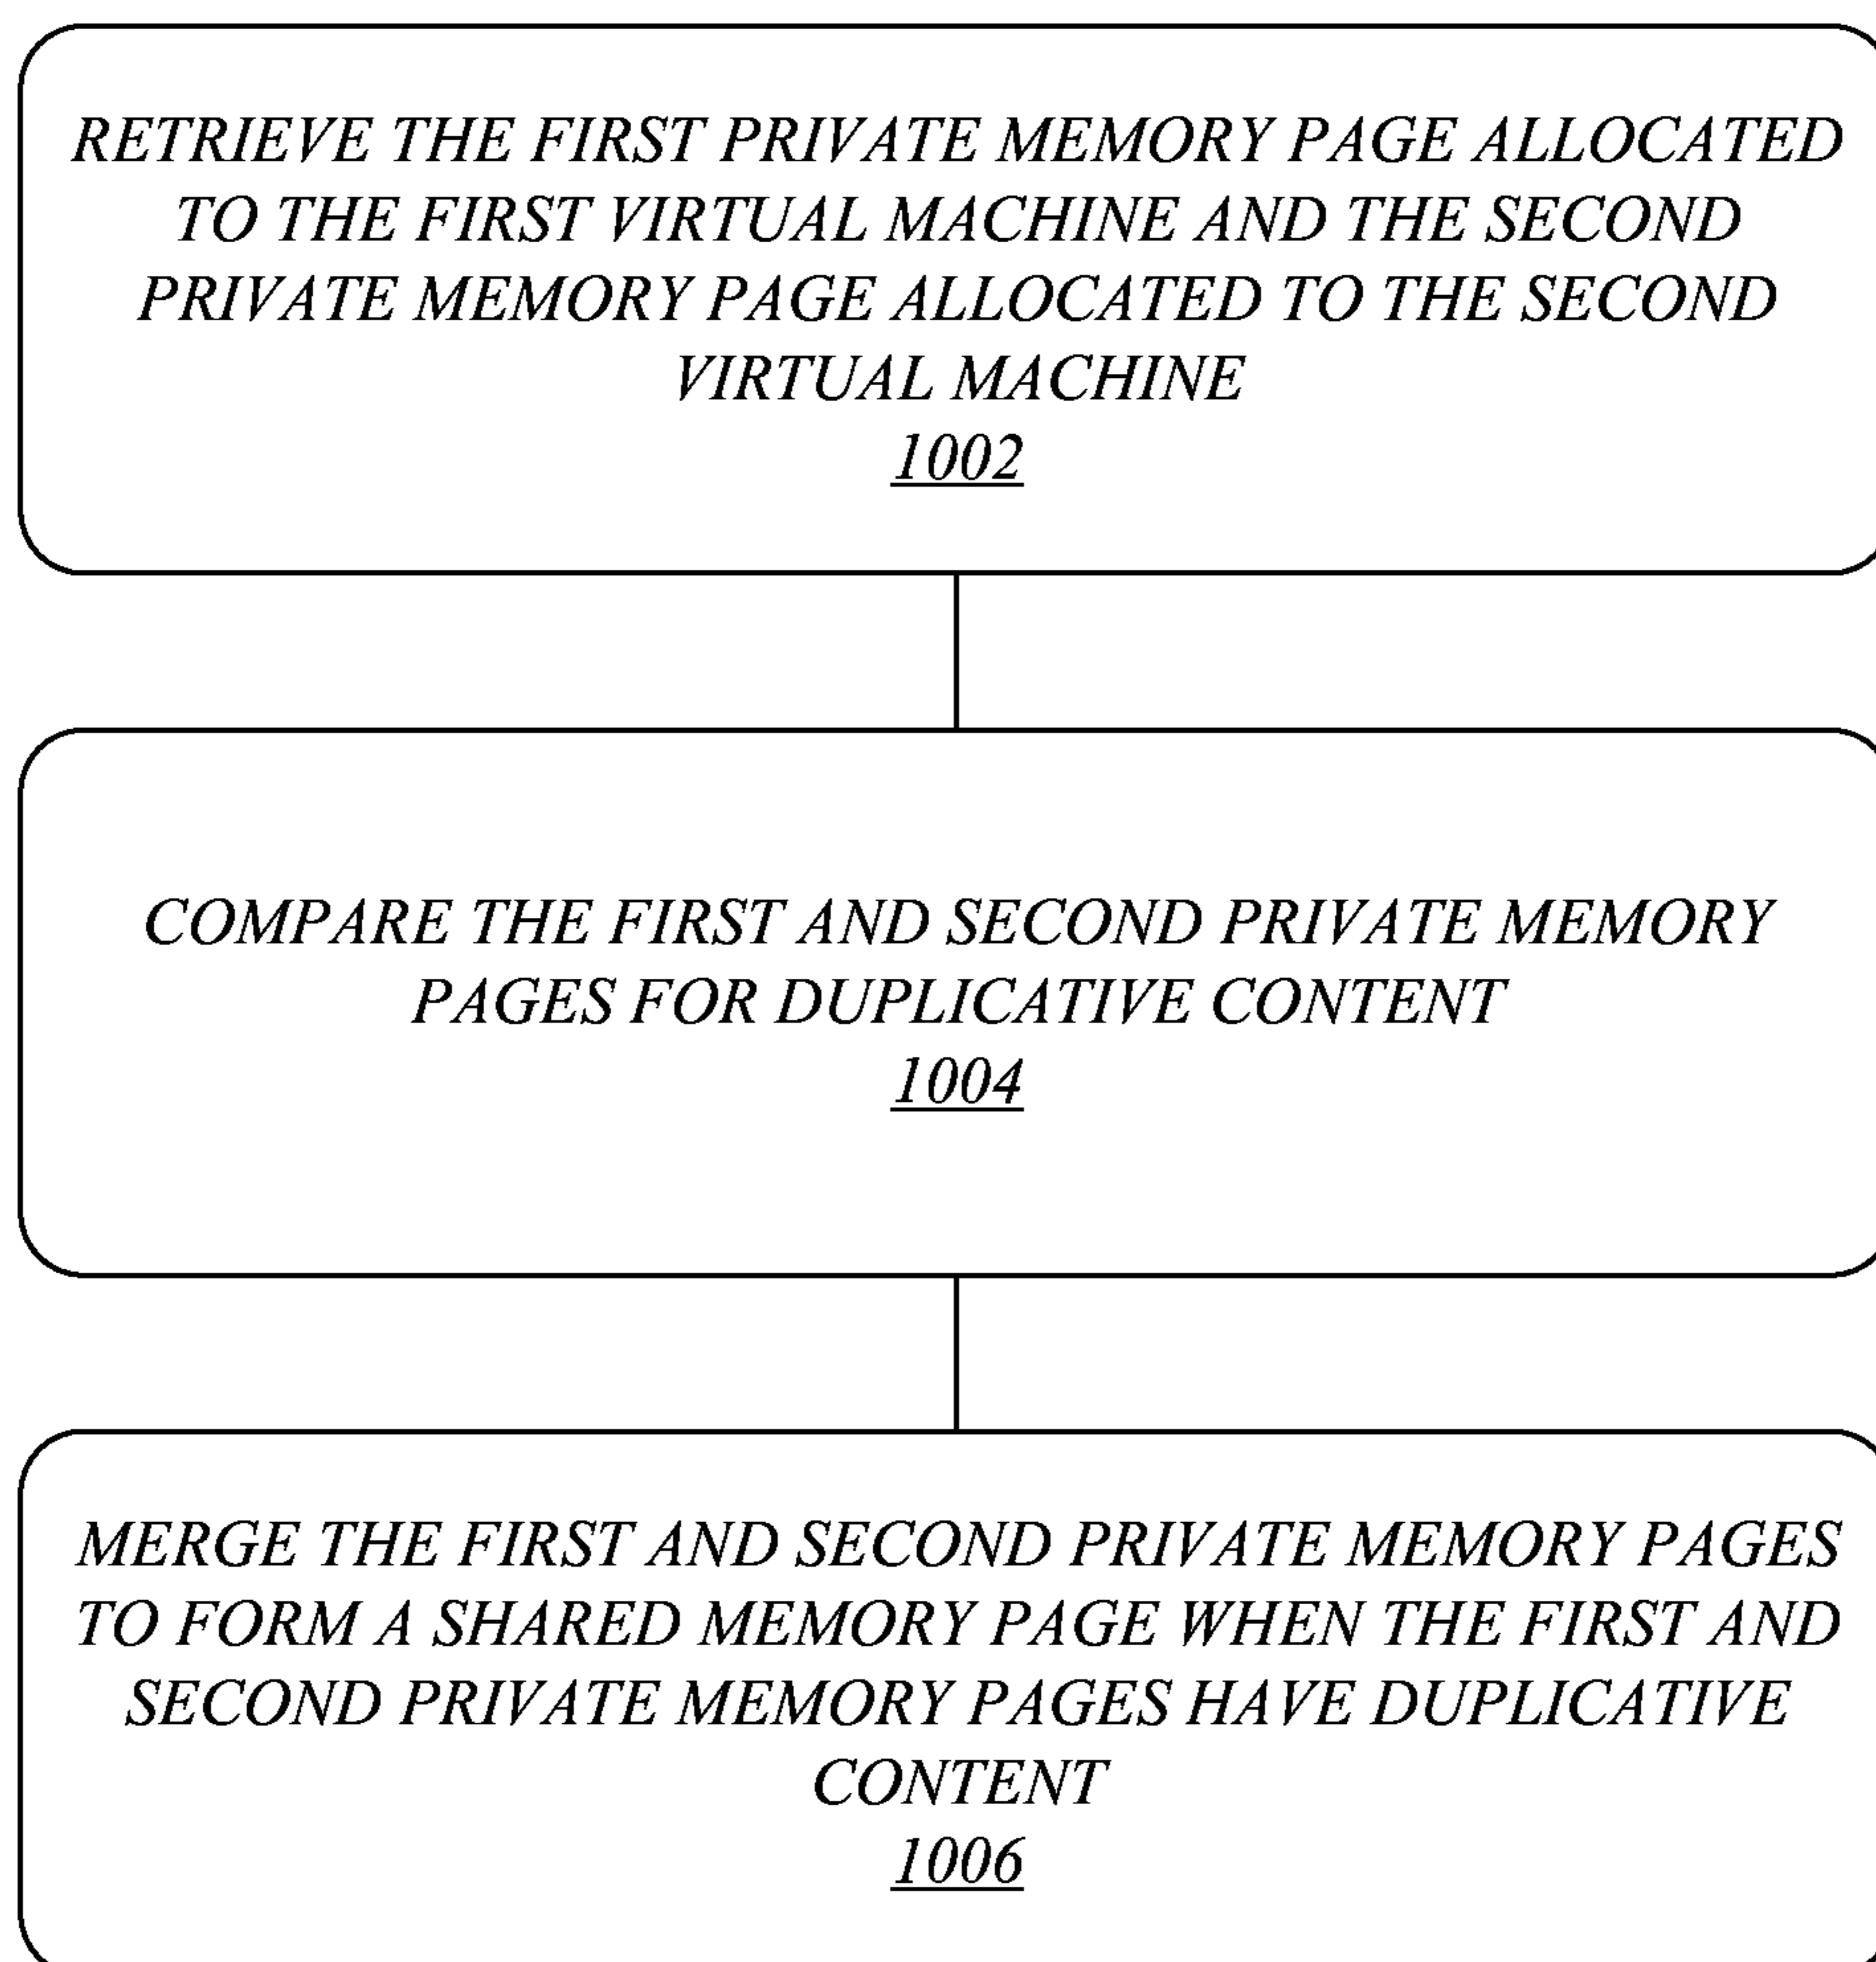 RETRIEVE THE FIRST PRIVATE MEMORY PAGE ALLOCATED
TO THE FIRST VIRTUAL MACHINE AND THE SECOND
PRIVATE MEMORY PAGE ALLOCATED TO THE SECOND
VIRTUAL MACHINE
1002
COMPARE THE FIRST AND SECOND PRIVATE MEMORY
PAGES FOR DUPLICATIVE CONTENT
1004
MERGE THE FIRST AND SECOND PRIVATE MEMORY PAGES
TO FORM A SHARED MEMORY PAGE WHEN THE FIRST AND
SECOND PRIVATE MEMORY PAGES HAVE DUPLICATIVE
CONTENT
1006